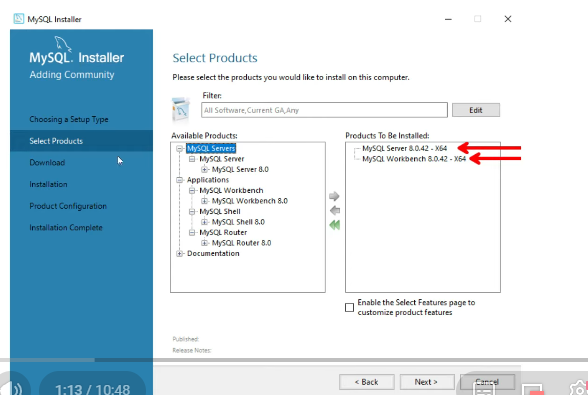 MySQL Installer
MySQL. Installer
Adding Community
Choosing a Setup Type
Select Products
Download
Installation
Product Configuration
Installation Complete
Select Products
Please select the products you would like to install on this computer.
Filter:
All Software,Current GA,Any
Edit
Available Products:
MySQL Servers
MySQL Server
MySQL Server 8.0
Applications
MySQL Workbench
MySQL Workbench 8.0
MySQL Shell
MySQL Shell 8.0
MySQL Router
MySQL Router 8.0
Documentation
Products To Be Installed:
MySQL Server 8.0.42 - X64
MySQL Workbench 8.0.42 - X64
Enable the Select Features page to
customize product features
Published:
Release Notes:
< Back
Next >
Cancel
1:13 / 10:48